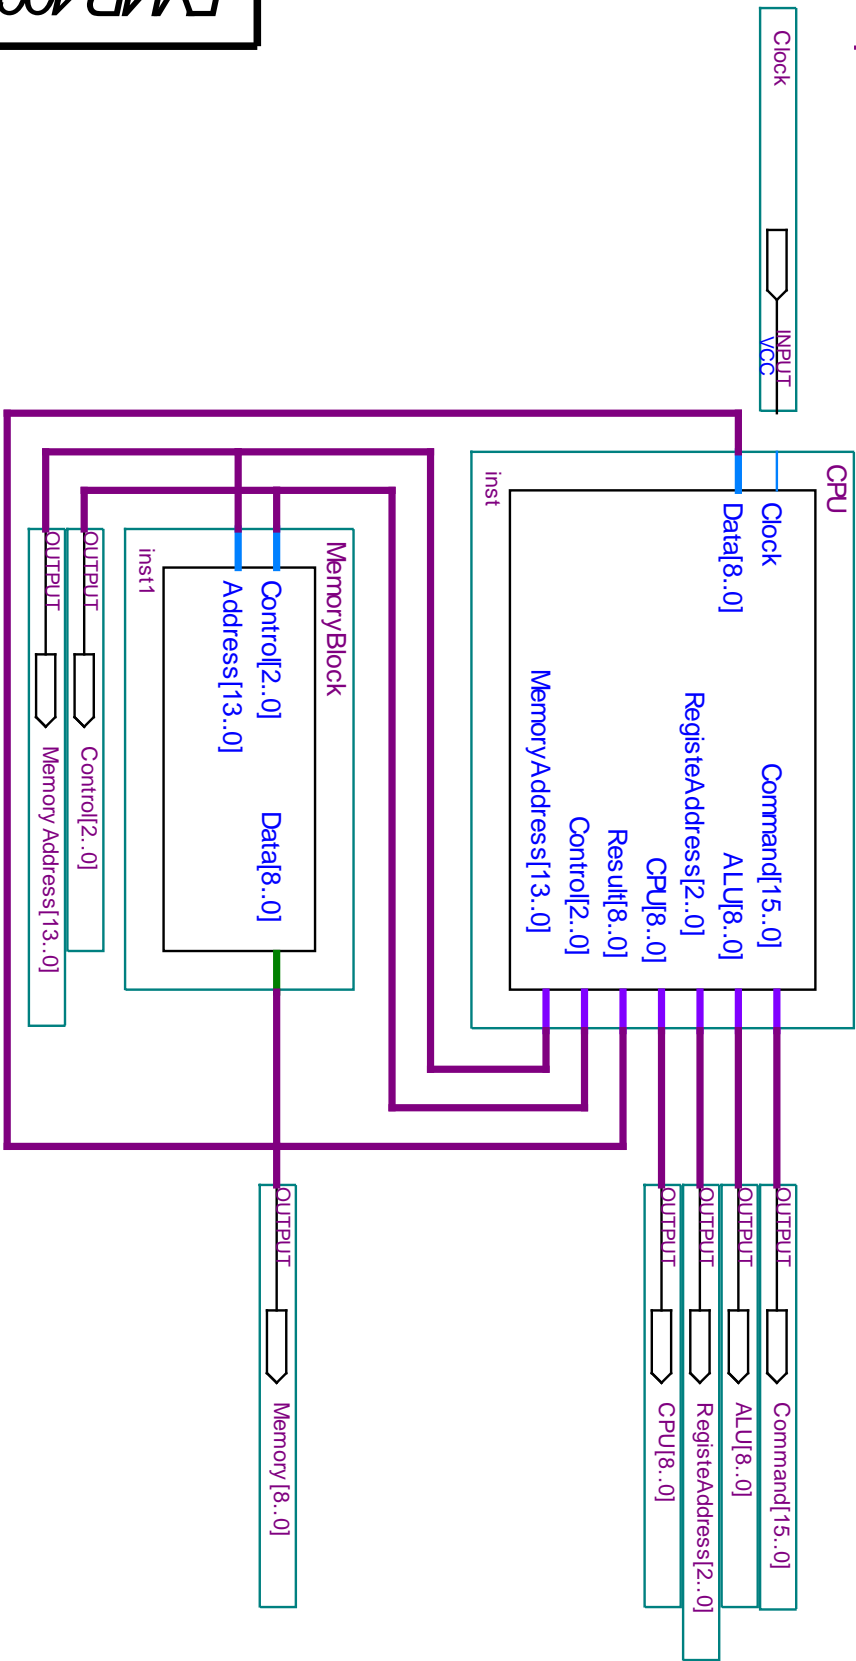 Clock
INPUT
VCC
CPU
Clock
Data[8..0]
Command[15..0]
ALU[8..0]
RegisteAddress[2..0]
CPU[8..0]
Result[8..0]
Control[2..0]
MemoryAddress[13..0]
inst
OUTPUT
Command[15..0]
OUTPUT
ALU[8..0]
OUTPUT
RegisteAddress[2..0]
OUTPUT
CPU[8..0]
MemoryBlock
Control[2..0]
Address[13..0]
Data[8..0]
inst1
OUTPUT
Memory[8..0]
OUTPUT
Control[2..0]
OUTPUT
Memory Address[13..0]